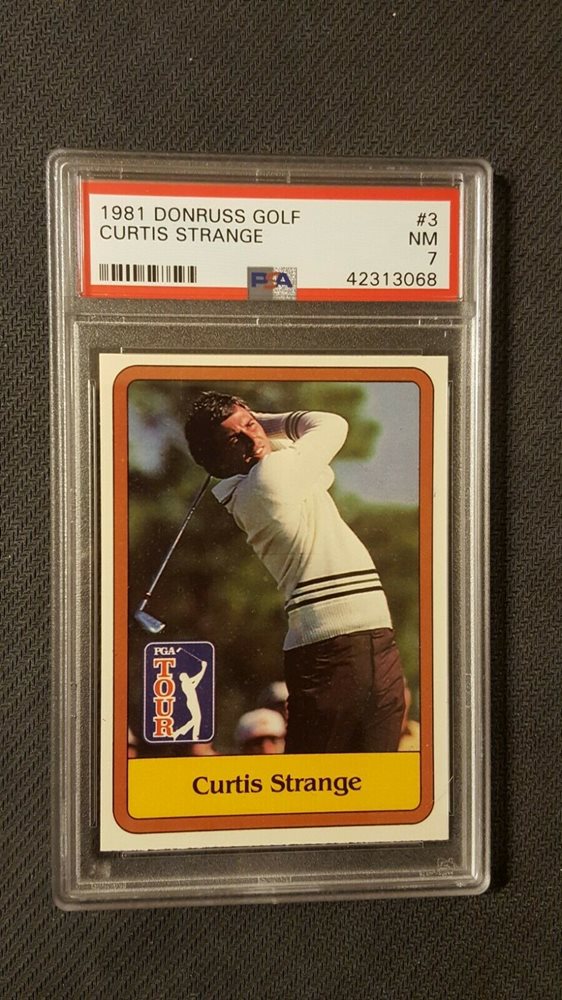 1981 DONRUSS GOLF #3
CURTIS STRANGE NM
7
PSA 42313068
PGA
TOUR
Curtis Strange